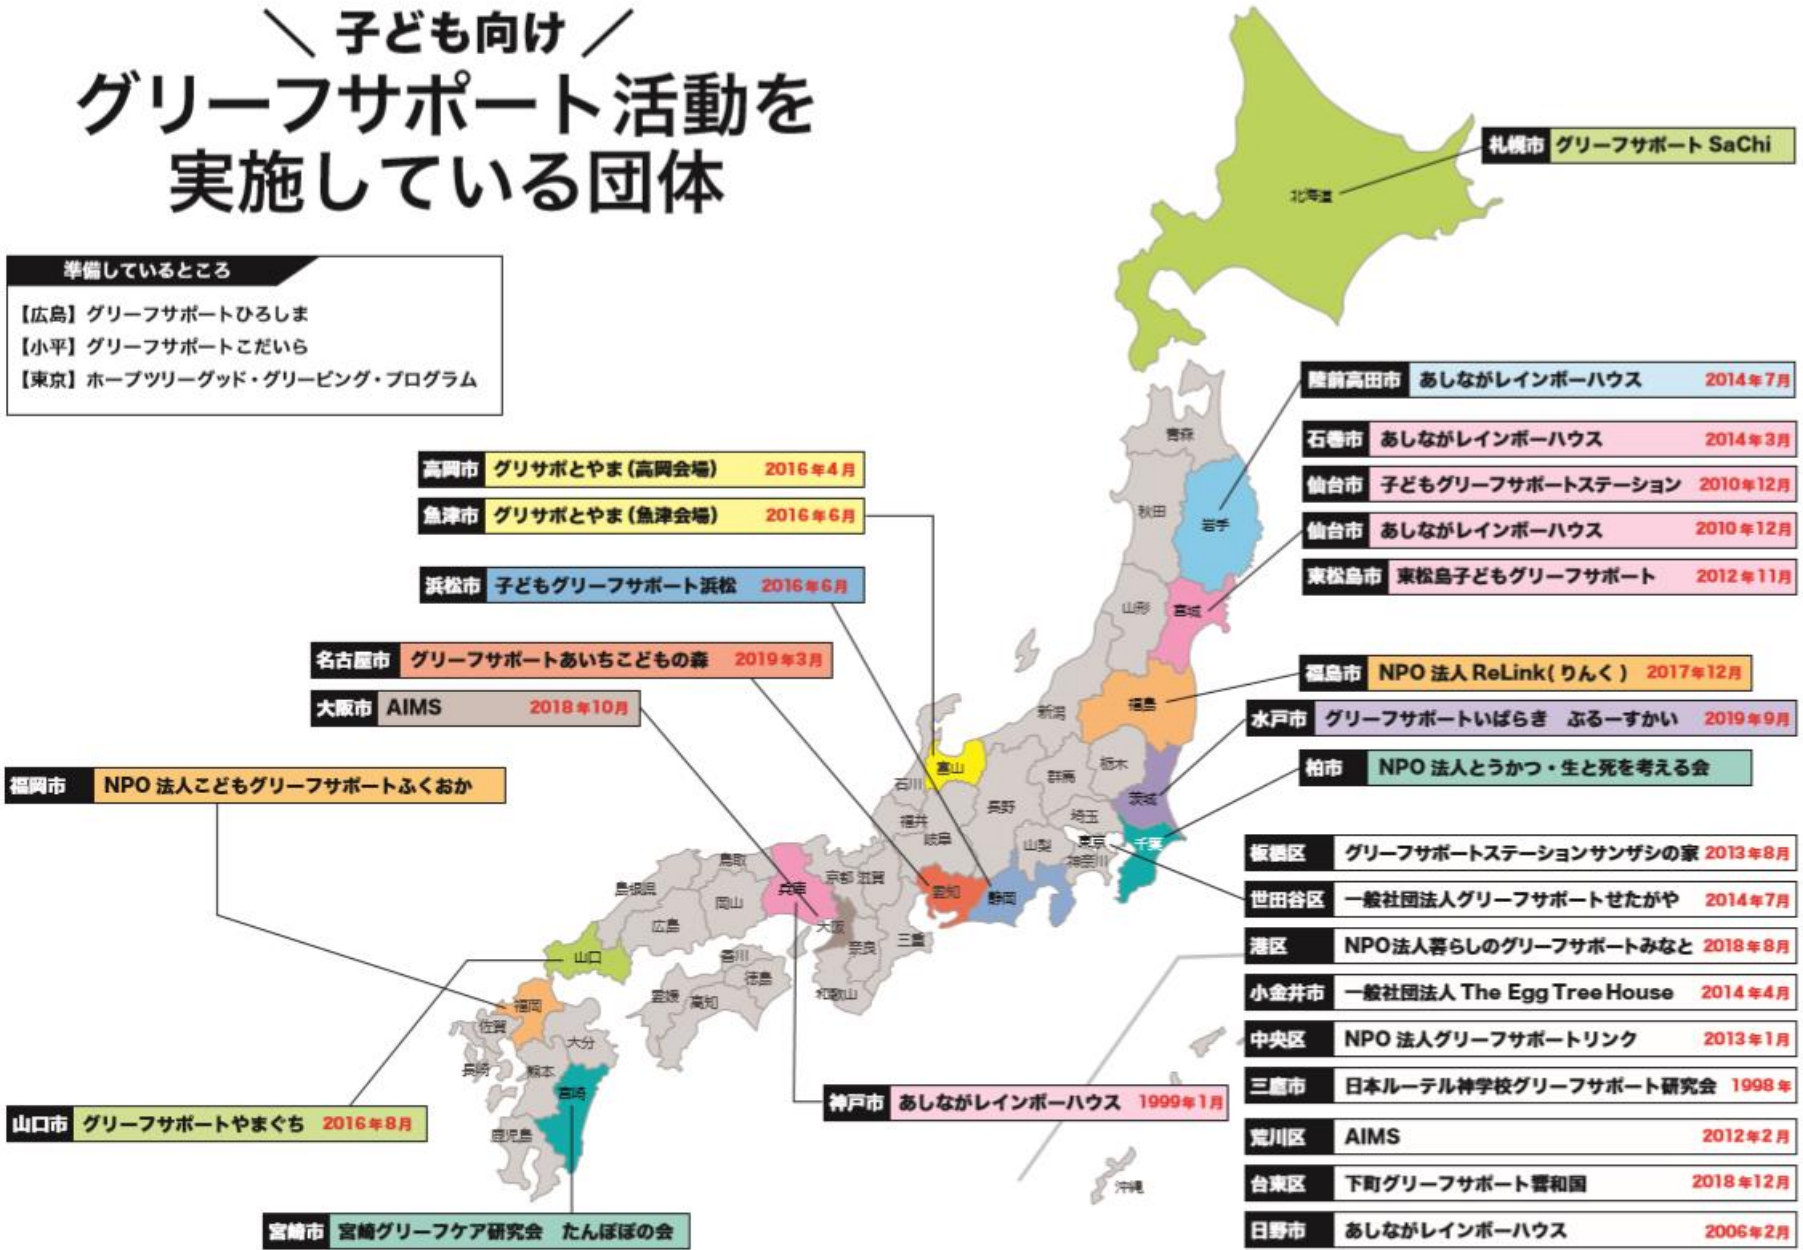 子ども向け
グリーフサポート活動を
実施している団体
準備しているところ
【広島】グリーフサポートひろしま
【小平】グリーフサポートこだいら
【東京】ホープツリーグッド・グリービング・プログラム
札幌市 グリーフサポート SaChi
陸前高田市 あしながレインボーハウス 2014年7月
石巻市 あしながレインボーハウス 2014年3月
仙台市 子どもグリーフサポートステーション 2010年12月
仙台市 あしながレインボーハウス 2010年12月
東松島市 東松島子どもグリーフサポート 2012年11月
福島市 NPO 法人 ReLink( りんく ) 2017年12月
水戸市 グリーフサポートいばらき ぶるーすかい 2019年9月
柏市 NPO 法人とうかつ・生と死を考える会
板橋区 グリーフサポートステーションサンザシの家 2013年8月
世田谷区 一般社団法人グリーフサポートせたがや 2014年7月
港区 NPO法人暮らしのグリーフサポートみなと 2018年8月
小金井市 一般社団法人 The Egg Tree House 2014年4月
中央区 NPO 法人グリーフサポートリンク 2013年1月
三鷹市 日本ルーテル神学校グリーフサポート研究会 1998年
荒川区 AIMS 2012年2月
台東区 下町グリーフサポート響和国 2018年12月
日野市 あしながレインボーハウス 2006年2月
高岡市 グリサポとやま（高岡会場） 2016年4月
魚津市 グリサポとやま（魚津会場） 2016年6月
浜松市 子どもグリーフサポート浜松 2016年6月
名古屋市 グリーフサポートあいちこどもの森 2019年3月
大阪市 AIMS 2018年10月
福岡市 NPO 法人こどもグリーフサポートふくおか
山口市 グリーフサポートやまぐち 2016年8月
神戸市 あしながレインボーハウス 1999年1月
宮崎市 宮崎グリーフケア研究会 たんぽぽの会
北海道
青森
秋田
岩手
山形
宮城
福島
新潟
富山
石川
福井
岐阜
長野
群馬
栃木
茨城
埼玉
東京
千葉
山梨
神奈川
愛知
静岡
三重
滋賀
京都
兵庫
大阪
奈良
和歌山
鳥取
島根県
岡山
広島
山口
香川
徳島
愛媛
高知
福岡
佐賀
長崎
大分
熊本
宮崎
鹿児島
沖縄